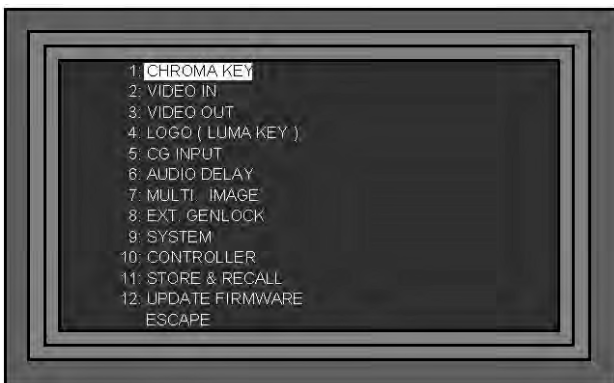 1: CHROMA KEY
2: VIDEO IN
3: VIDEO OUT
4: LOGO ( LUMA KEY )
5: CG INPUT
6: AUDIO DELAY
7: MULTI. IMAGE
8: EXT. GENLOCK
9: SYSTEM
10: CONTROLLER
11: STORE & RECALL
12: UPDATE FIRMWARE
ESCAPE